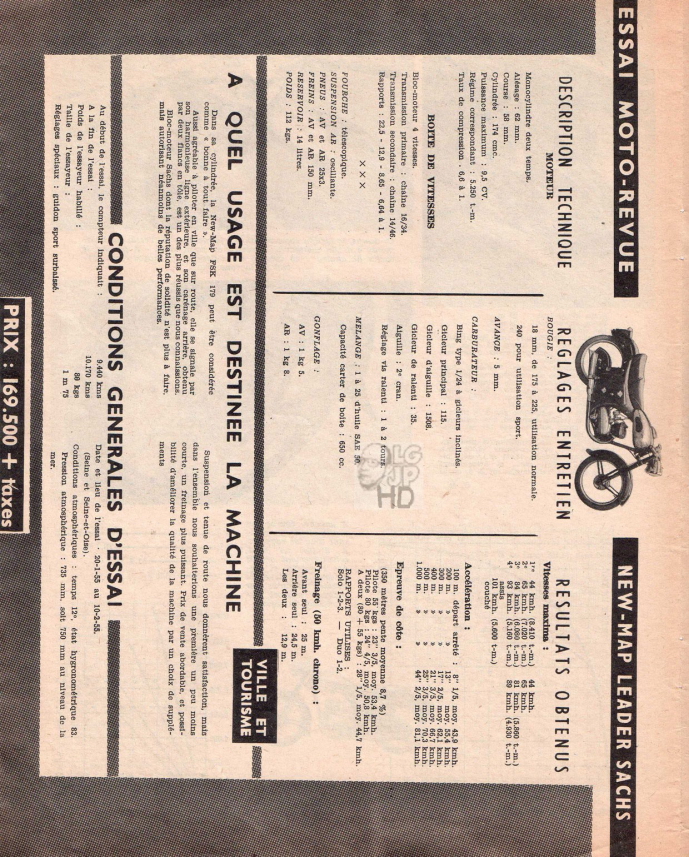 ESSAI MOTO-REVUE
NEW-MAP LEADER SACHS
DESCRIPTION TECHNIQUE
MOTEUR
Monocylindre deux temps.
Alésage : 62 mm.
Course : 58 mm.
Cylindrée : 174 cmc.
Puissance maximum : 9,5 CV.
Régime correspondant : 5.250 t.-m.
Taux de compression : 6,6 à 1.
BOITE DE VITESSES
Bloc-moteur 4 vitesses.
Transmission primaire : chaîne 16/34.
Transmission secondaire : chaîne 14/46.
Rapports : 22,5 - 12,9 - 8,65 - 6,94 à 1.
× × ×
FOURCHE : télescopique.
SUSPENSION AR : oscillante.
PNEUS : AV et AR 25x3.
FREINS : AV et AR 150 mm.
RESERVOIR : 14 litres.
POIDS : 112 kgs.
REGLAGES ENTRETIEN
BOUGIE :
18 mm, de 175 à 225, utilisation normale.
240 pour utilisation sport.
AVANCE : 5 mm.
CARBURATEUR :
Bing type 1/24 à gicleurs inclinés.
Gicleur principal : 115.
Gicleur d'aiguille : 1508.
Gicleur de ralenti : 35.
Aiguille : 2e cran.
Réglage vis ralenti : 1 à 2 tours.
MELANGE : 1 à 25 d'huile SAE 50
Capacité carter de boîte : 650 cc.
GONFLAGE :
AV : 1 kg 5.
AR : 1 kg 8.
RESULTATS OBTENUS
Vitesses maxima :
1re 44 kmh. (8.410 t.-m.) 44 kmh.
2e 65 kmh. (7.020 t.-m.) 65 kmh.
3e 84 kmh. (6.090 t.-m.) 81 kmh. (5.860 t.-m.)
4e 93 kmh. (5.160 t.-m.) 89 kmh. (4.930 t.-m.)
assis
101 kmh. (5.600 t.-m.)
couché
Accélération :
100 m. départ arrêté : 8" 1/5, moy. 43,9 kmh.
200 m. » » 13" moy. 55,4 kmh.
300 m. » » 17" 2/5, moy. 62,1 kmh.
400 m. » » 21" 3/5, moy. 66,7 kmh.
500 m. » » 25" 3/5, moy. 70,3 kmh.
1.000 m. » » 44" 2/5, moy. 81,1 kmh.
Epreuve de côte :
(350 mètres pente moyenne 8,7 %)
Pilote 55 kgs : 23" 3/5, moy. 53,4 kmh.
Pilote 80 kgs : 24" 4/5, moy. 50,8 kmh.
A deux (80 + 55 kgs) : 28" 1/5, moy. 44,7 kmh.
RAPPORTS UTILISES :
Solo 1-2-3. — Duo 1-2.
Freinage (50 kmh. chrono) :
Avant seul : 25 m.
Arrière seul : 24,5 m.
Les deux : 12,9 m.
A QUEL USAGE EST DESTINEE LA MACHINE
VILLE ET
TOURISME
Dans sa cylindrée, la New-Map PSK 179 peut être considérée
comme « bonne à tout faire ».
Aussi agréable à piloter en ville que sur route, elle se signale par
son harmonieuse ligne extérieure, et son carénage arrière, obtenu
par deux flancs en tôle, est un des plus réussis que nous connaissions.
Bloc-moteur Sachs dont la réputation de solidité n'est plus à faire,
mais autorisant néanmoins de belles performances.
Suspension et tenue de route nous donnèrent satisfaction, mais
dans l'ensemble nous souhaiterions une première un peu moins
courte, un freinage plus puissant. Prix de vente abordable, et possi-
bilité d'améliorer la qualité de la machine par un choix de supplé-
ments
CONDITIONS GENERALES D'ESSAI
Au début de l'essai, le compteur indiquait : 9.440 kms
A la fin de l'essai : 10.179 kms
Poids de l'essayeur habillé : 80 kgs
Taille de l'essayeur : 1 m 75
Réglages spéciaux : guidon sport surbaissé.
Date et lieu de l'essai : 20-1-55 au 10-2-55.
(Seine et Seine-et-Oise).
Conditions atmosphériques : temps 12°, état hygronométrique 83.
Pression atmosphérique : 735 mm, soit 750 mm au niveau de la
mer.
PRIX : 169.500 + taxes